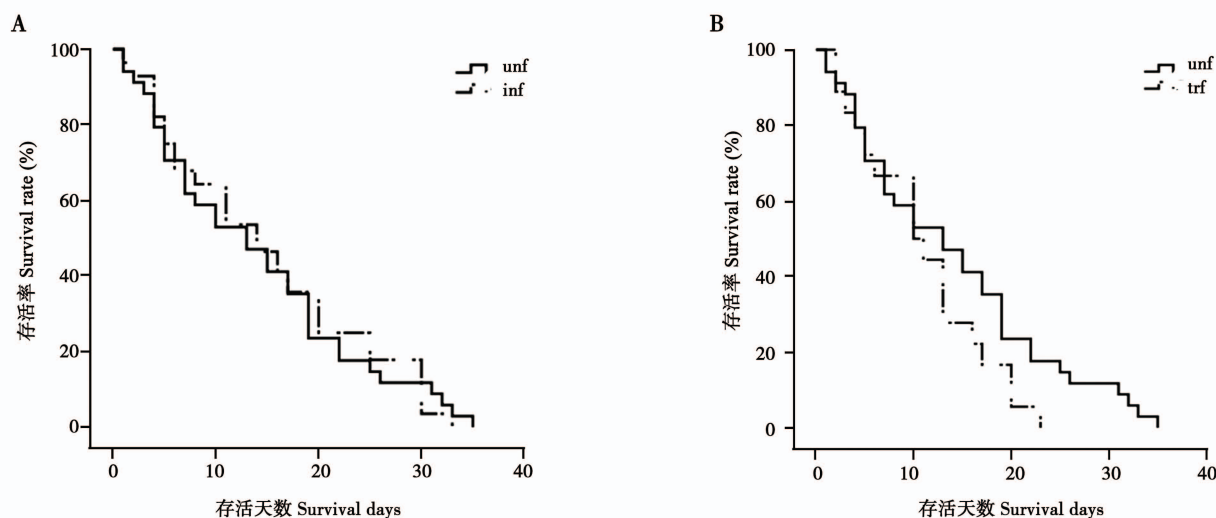 A
100
80
60
40
20
0
存活率 Survival rate (%)
unf
inf
0 10 20 30 40
存活天数 Survival days
B
100
80
60
40
20
0
存活率 Survival rate (%)
unf
trf
0 10 20 30 40
存活天数 Survival days